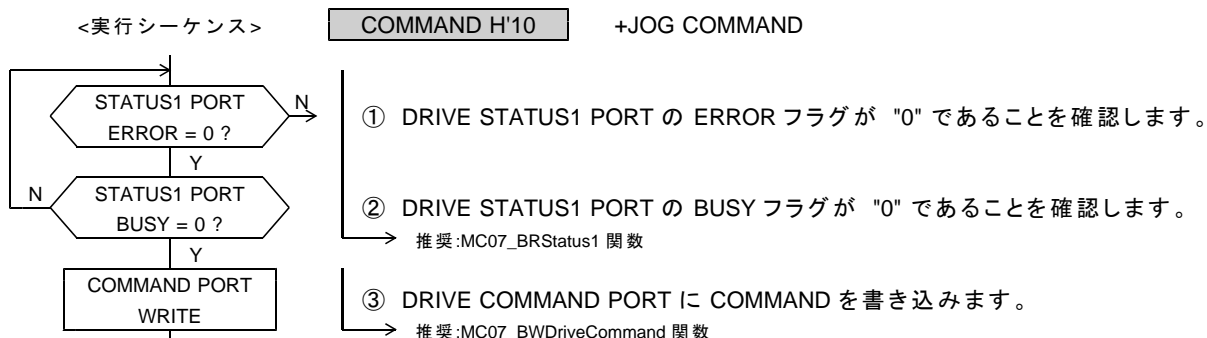 <実行シーケンス> COMMAND H'10 +JOG COMMAND
STATUS1 PORT
ERROR = 0 ?
N
① DRIVE STATUS1 PORT の ERROR フラグが "0" であることを確認します。
Y
N
STATUS1 PORT
BUSY = 0 ?
② DRIVE STATUS1 PORT の BUSY フラグが "0" であることを確認します。
推奨:MC07_BRStatus1 関数
Y
COMMAND PORT
WRITE
③ DRIVE COMMAND PORT に COMMAND を書き込みます。
推奨:MC07_BWDriveCommand 関数